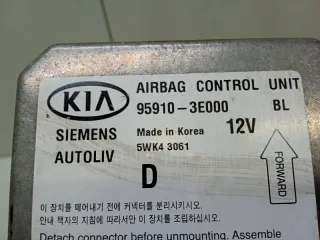 KIA
AIRBAG CONTROL UNIT
95910-3E000 BL
SIEMENS
AUTOLIV
Made in Korea 12V
5WK4 3061
D
FORWARD
이 장치를 떼어내기 전에 커넥터를 분리시키시오.
안내 책자의 지침에 따라서만 이 장치를 조립하십시오.
Detach connector before unmounting. Assemble